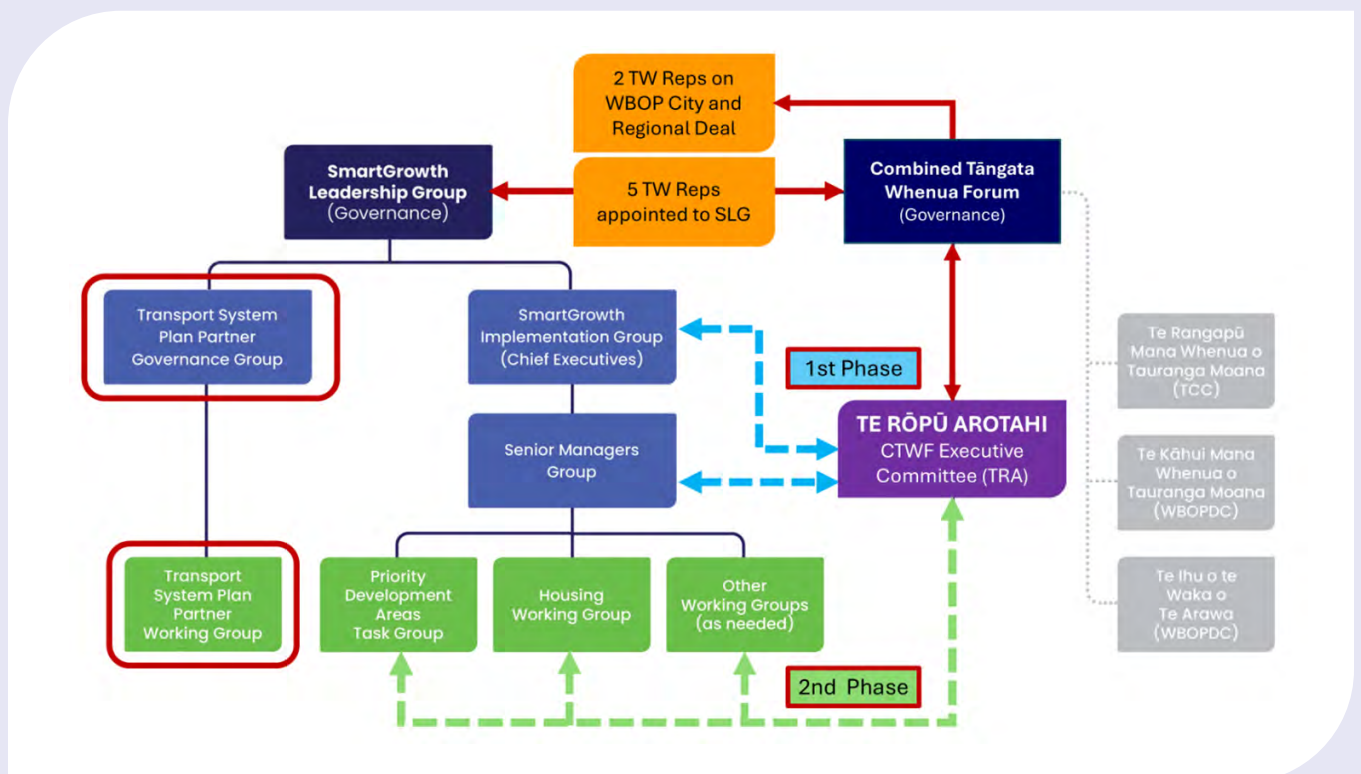 2 TW Reps on
WBOP City and
Regional Deal
SmartGrowth
Leadership Group
(Governance)
5 TW Reps
appointed to SLG
Combined Tāngata
Whenua Forum
(Governance)
Transport System
Plan Partner
Governance Group
SmartGrowth
Implementation Group
(Chief Executives)
1st Phase
Te Rangapū
Mana Whenua o
Tauranga Moana
(TCC)
Senior Managers
Group
TE RŌPŪ AROTAHI
CTWF Executive
Committee (TRA)
Te Kāhui Mana
Whenua o
Tauranga Moana
(WBOPDC)
Transport
System Plan
Partner
Working Group
Priority
Development
Areas
Task Group
Housing
Working Group
Other
Working Groups
(as needed)
Te Ihu o te
Waka o
Te Arawa
(WBOPDC)
2nd Phase